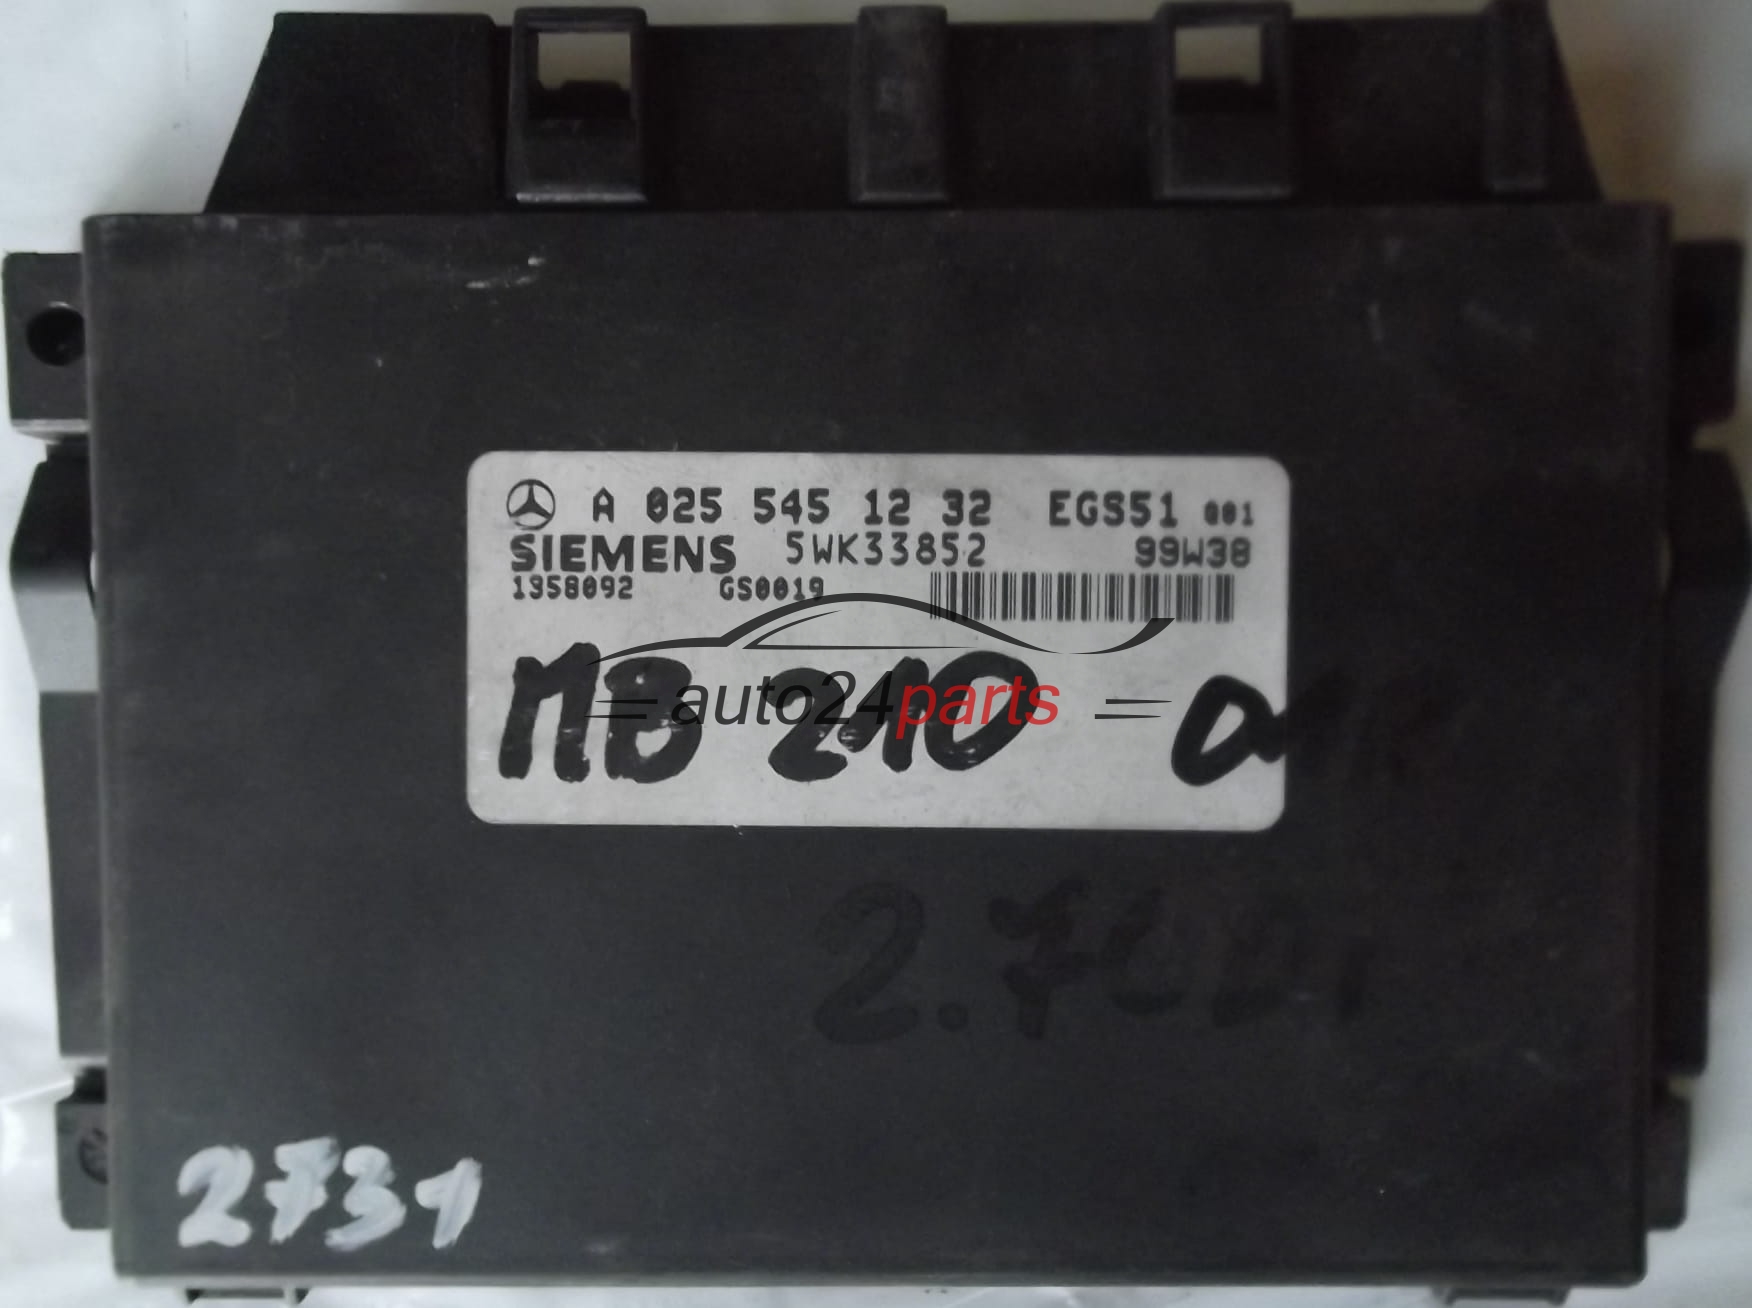 A 025 545 12 32 EGS51 001
SIEMENS 5WK33852 99W38
1358092 GS0019
MB 210
auto24parts
2.7CDI
2731